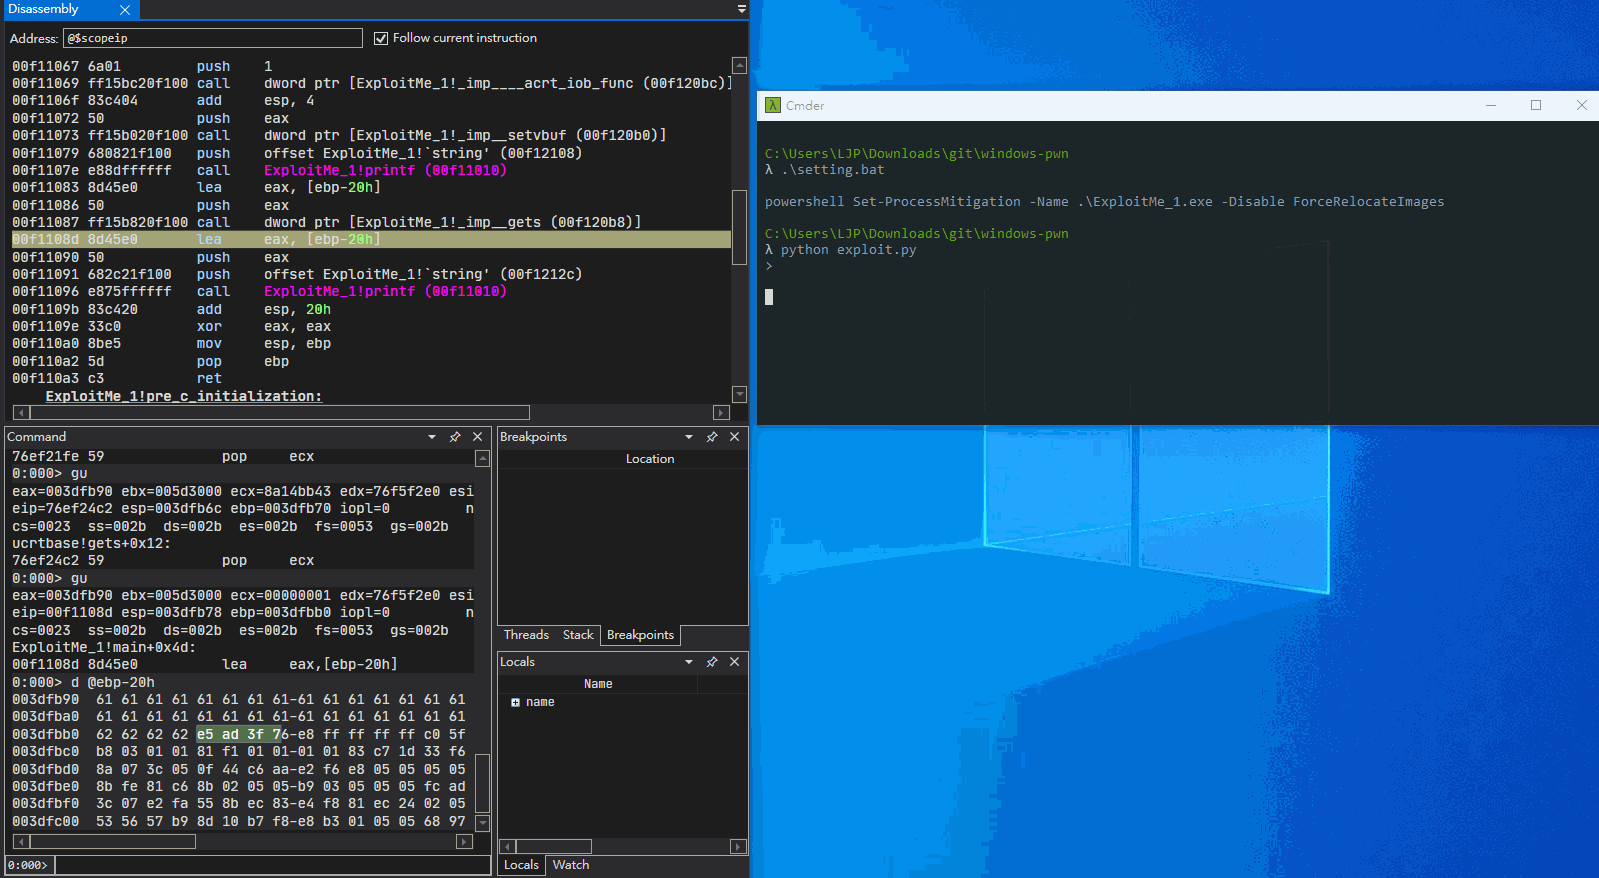 Disassembly
Address: @$scopeip Follow current instruction
00f11067 6a01 push 1
00f11069 ff15bc20f100 call dword ptr [ExploitMe_1!_imp____acrt_iob_func (00f120bc)]
00f1106f 83c404 add esp, 4
00f11072 50 push eax
00f11073 ff15b020f100 call dword ptr [ExploitMe_1!_imp__setvbuf (00f120b0)]
00f11079 680821f100 push offset ExploitMe_1!`string' (00f12108)
00f1107e e88dffffff call ExploitMe_1!printf (00f11010)
00f11083 8d45e0 lea eax, [ebp-20h]
00f11086 50 push eax
00f11087 ff15b820f100 call dword ptr [ExploitMe_1!_imp__gets (00f120b8)]
00f1108d 8d45e0 lea eax, [ebp-20h]
00f11090 50 push eax
00f11091 682c21f100 push offset ExploitMe_1!`string' (00f1212c)
00f11096 e875ffffff call ExploitMe_1!printf (00f11010)
00f1109b 83c420 add esp, 20h
00f1109e 33c0 xor eax, eax
00f110a0 8be5 mov esp, ebp
00f110a2 5d pop ebp
00f110a3 c3 ret
ExploitMe_1!pre_c_initialization:
Command
76ef21fe 59 pop ecx
0:000> gu
eax=003dfb90 ebx=005d3000 ecx=8a14bb43 edx=76f5f2e0 esi
eip=76ef24c2 esp=003dfb6c ebp=003dfb70 iopl=0 n
cs=0023 ss=002b ds=002b es=002b fs=0053 gs=002b
ucrtbase!gets+0x12:
76ef24c2 59 pop ecx
0:000> gu
eax=003dfb90 ebx=005d3000 ecx=00000001 edx=76f5f2e0 esi
eip=00f1108d esp=003dfb78 ebp=003dfbb0 iopl=0 n
cs=0023 ss=002b ds=002b es=002b fs=0053 gs=002b
ExploitMe_1!main+0x4d:
00f1108d 8d45e0 lea eax,[ebp-20h]
0:000> d @ebp-20h
003dfb90 61 61 61 61 61 61 61 61-61 61 61 61 61 61 61 61
003dfba0 61 61 61 61 61 61 61 61-61 61 61 61 61 61 61 61
003dfbb0 62 62 62 62 e5 ad 3f 76-e8 ff ff ff ff c0 5f
003dfbc0 b8 03 01 01 81 f1 01 01-01 01 83 c7 1d 33 f6
003dfbd0 8a 07 3c 05 0f 44 c6 aa-e2 f6 e8 05 05 05 05
003dfbe0 8b fe 81 c6 8b 02 05 05-b9 03 05 05 05 fc ad
003dfbf0 3c 07 e2 fa 55 8b ec 83-e4 f8 81 ec 24 02 05
003dfc00 53 56 57 b9 8d 10 b7 f8-e8 b3 01 05 05 68 97
0:000>
Breakpoints
Location
Threads Stack Breakpoints
Locals
Name
name
Locals Watch
λ Cmder
C:\Users\LJP\Downloads\git\windows-pwn
λ .\setting.bat
powershell Set-ProcessMitigation -Name .\ExploitMe_1.exe -Disable ForceRelocateImages
C:\Users\LJP\Downloads\git\windows-pwn
λ python exploit.py
>